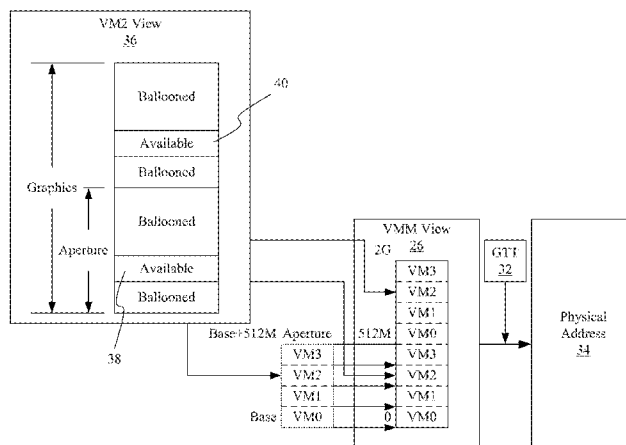 VM2 View
36
Ballooned
40
Available
Ballooned
Graphics
Ballooned
Aperture
Available
Ballooned
38
VMM View
26
2G
VM3
VM2
VM1
VM0
512M
VM3
VM2
VM1
VM0
0
GTT
32
Physical
Address
34
Base+512M Aperture
VM3
VM2
VM1
VM0
Base